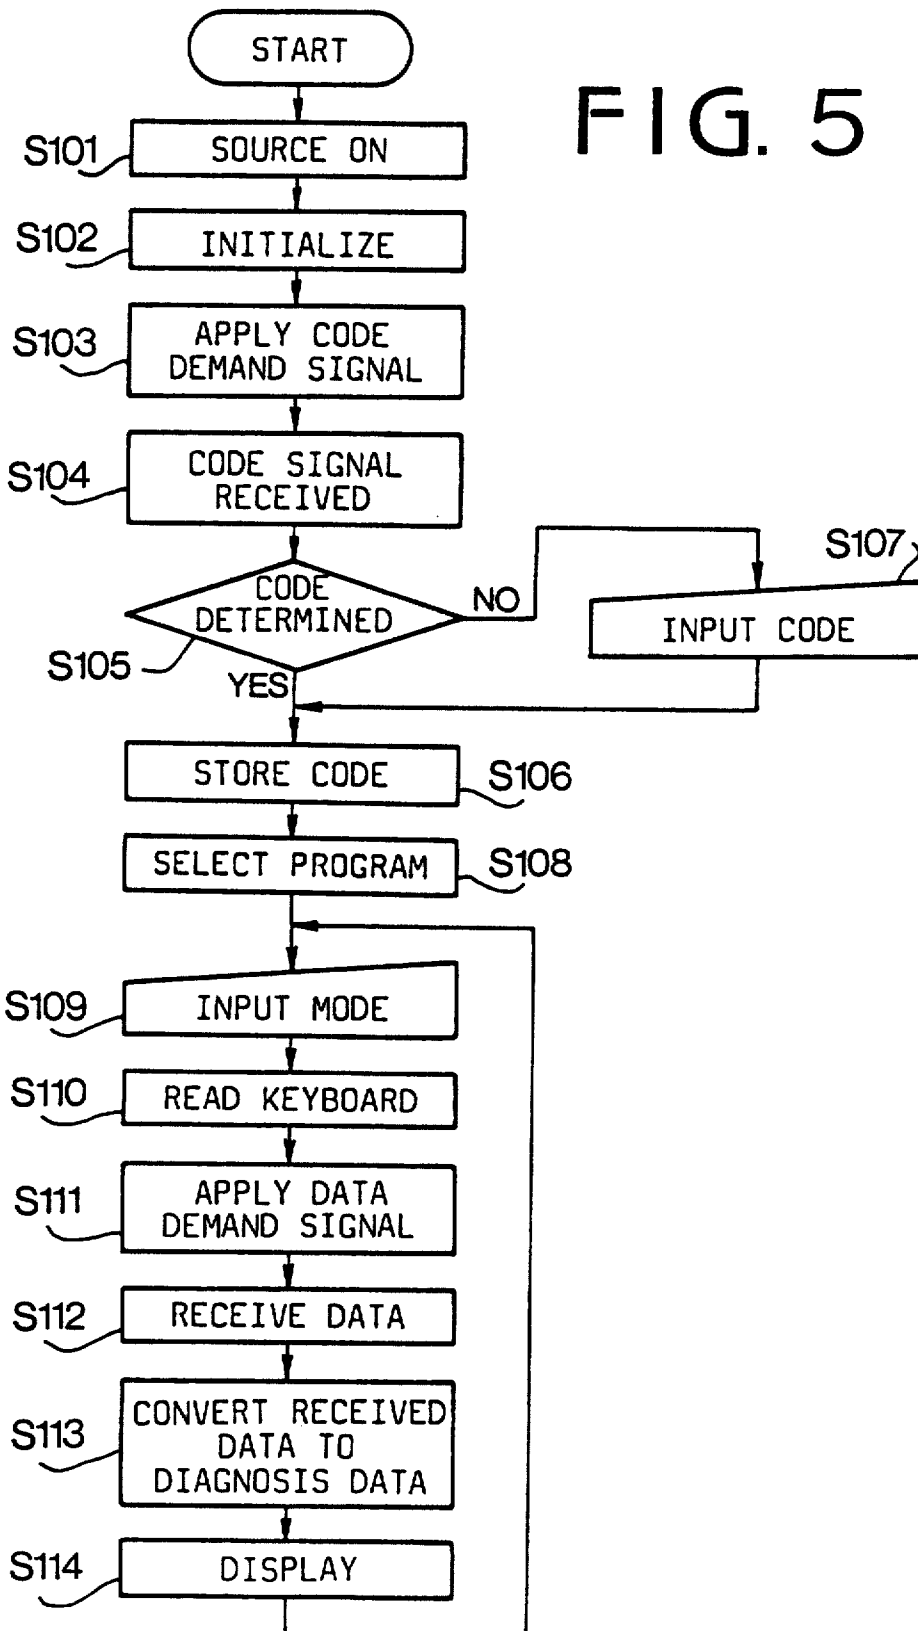 START
FIG. 5
S101
SOURCE ON
S102
INITIALIZE
S103
APPLY CODE
DEMAND SIGNAL
S104
CODE SIGNAL
RECEIVED
S107
CODE
DETERMINED
NO
INPUT CODE
S105
YES
STORE CODE
S106
SELECT PROGRAM
S108
S109
INPUT MODE
S110
READ KEYBOARD
S111
APPLY DATA
DEMAND SIGNAL
S112
RECEIVE DATA
S113
CONVERT RECEIVED
DATA TO
DIAGNOSIS DATA
S114
DISPLAY